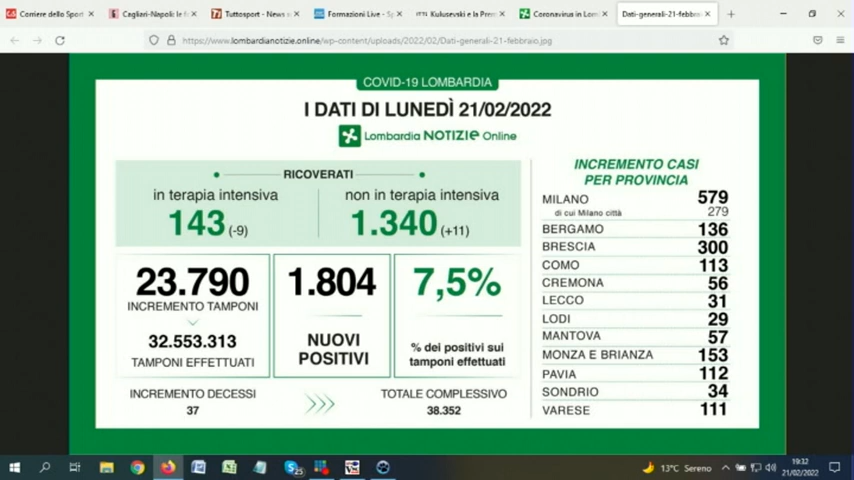 Corriere dello Sport
Cagliari-Napoli: le f
Tuttosport - News s
Formazioni Live - Sp
Kulusevski e la Prem
Coronavirus in Lom
Dati-generali-21-febbra
https://www.lombardianotizie.online/wp-content/uploads/2022/02/Dati-generali-21-febbraio.jpg
COVID-19 LOMBARDIA
I DATI DI LUNEDÌ 21/02/2022
Lombardia NOTIZIE Online
RICOVERATI
in terapia intensiva
143 (-9)
non in terapia intensiva
1.340 (+11)
23.790
INCREMENTO TAMPONI
32.553.313
TAMPONI EFFETTUATI
1.804
NUOVI
POSITIVI
7,5%
% dei positivi sui
tamponi effettuati
INCREMENTO DECESSI
37
TOTALE COMPLESSIVO
38.352
INCREMENTO CASI
PER PROVINCIA
MILANO 579
di cui Milano città 279
BERGAMO 136
BRESCIA 300
COMO 113
CREMONA 56
LECCO 31
LODI 29
MANTOVA 57
MONZA E BRIANZA 153
PAVIA 112
SONDRIO 34
VARESE 111
13°C Sereno
19:32
21/02/2022